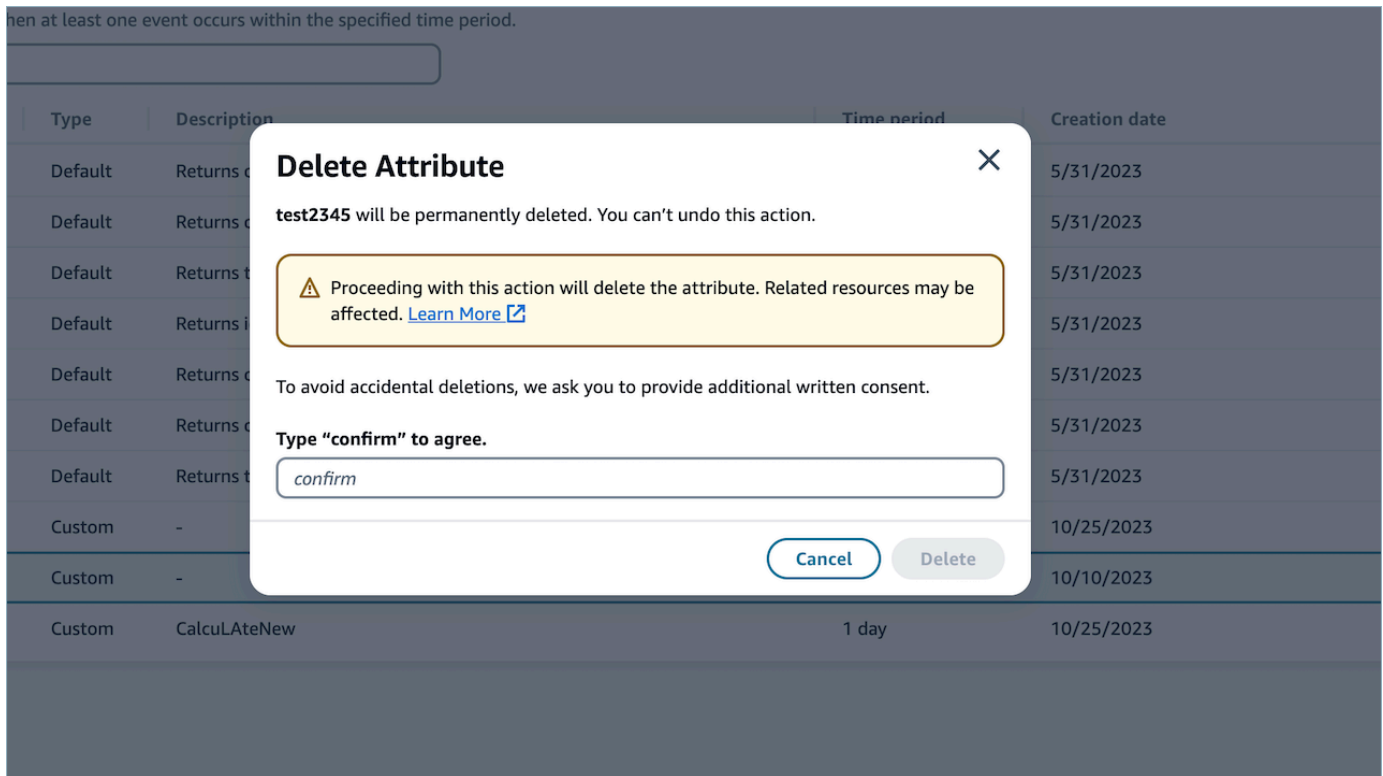 hen at least one event occurs within the specified time period.
Type Description Time period Creation date
Default Returns 5/31/2023
Default Returns 5/31/2023
Default Returns 5/31/2023
Default Returns 5/31/2023
Default Returns 5/31/2023
Default Returns 5/31/2023
Default Returns 5/31/2023
Custom - 10/25/2023
Custom - 10/10/2023
Custom CalcuLAteNew 1 day 10/25/2023
Delete Attribute
test2345 will be permanently deleted. You can’t undo this action.
Proceeding with this action will delete the attribute. Related resources may be
affected. Learn More
To avoid accidental deletions, we ask you to provide additional written consent.
Type “confirm” to agree.
confirm
Cancel Delete